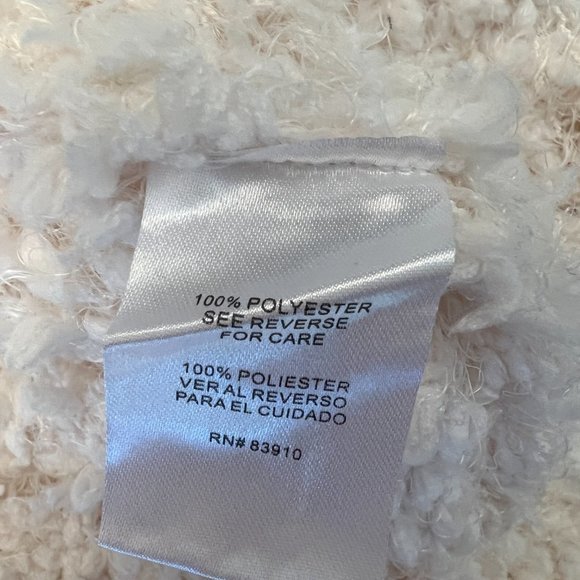 100% POLYESTER
SEE REVERSE
FOR CARE
100% POLIESTER
VER AL REVERSO
PARA EL CUIDADO
RN# 83910